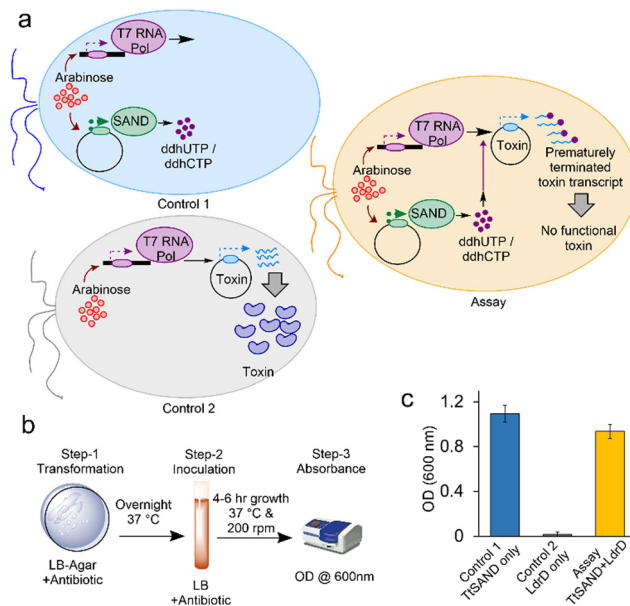 a
T7 RNA
Pol
Arabinose
SAND
ddhUTP /
ddhCTP
Control 1
T7 RNA
Pol
Arabinose
Toxin
Toxin
Control 2
T7 RNA
Pol
Toxin
Arabinose
Prematurely
terminated
toxin transcript
SAND
ddhUTP /
ddhCTP
No functional
toxin
Assay
b
Step-1
Transformation
Overnight
37 °C
LB-Agar
+Antibiotic
Step-2
Inoculation
4-6 hr growth
37 °C &
200 rpm
LB
+Antibiotic
Step-3
Absorbance
OD @ 600nm
c
OD (600 nm)
1.2
0.8
0.4
0
Control 1
TtSAND only
Control 2
LdrD only
Assay
TtSAND+LdrD